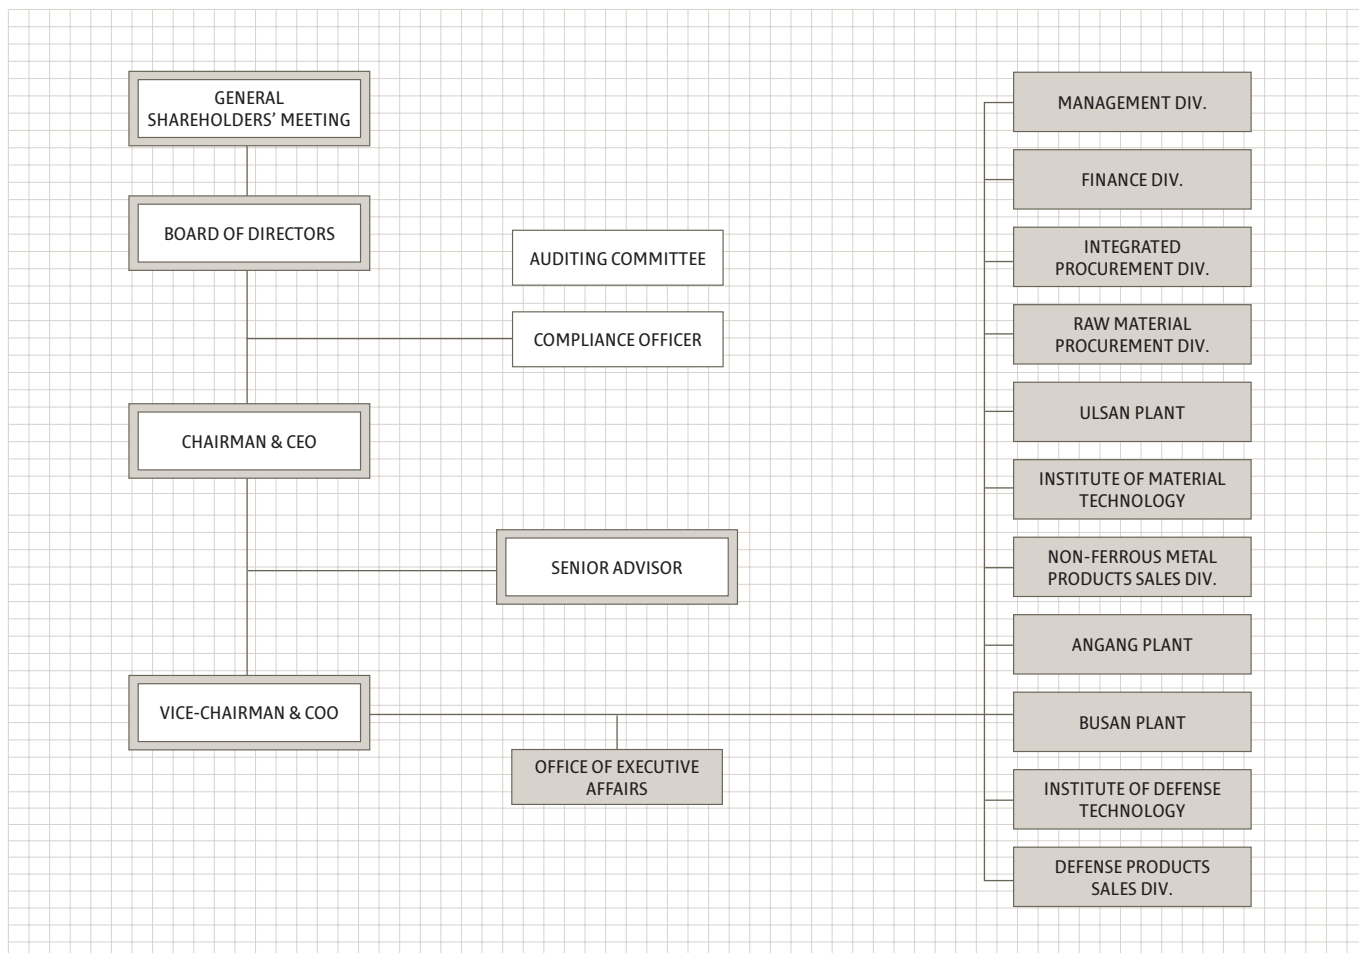 GENERAL
SHAREHOLDERS’ MEETING
BOARD OF DIRECTORS
AUDITING COMMITTEE
COMPLIANCE OFFICER
CHAIRMAN & CEO
SENIOR ADVISOR
VICE-CHAIRMAN & COO
OFFICE OF EXECUTIVE
AFFAIRS
MANAGEMENT DIV.
FINANCE DIV.
INTEGRATED
PROCUREMENT DIV.
RAW MATERIAL
PROCUREMENT DIV.
ULSAN PLANT
INSTITUTE OF MATERIAL
TECHNOLOGY
NON-FERROUS METAL
PRODUCTS SALES DIV.
ANGANG PLANT
BUSAN PLANT
INSTITUTE OF DEFENSE
TECHNOLOGY
DEFENSE PRODUCTS
SALES DIV.